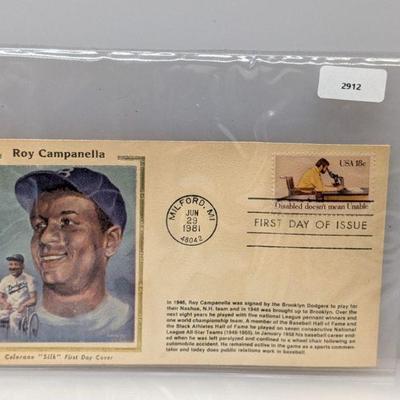 2912
Roy Campanella
USA 18c
Disabled doesn't mean Unable
MILFORD, MI
JUN
29
1981
48042
FIRST DAY OF ISSUE
B
Dodgers
In 1946, Roy Campanella was signed by the Brooklyn Dodgers to play for
their Nashua, N.H. team and in 1948 was brought up to Brooklyn. Over the
next eight years he played with five national League pennant winners and
one world championship team. A member of the Baseball Hall of Fame and
the Black Athletes Hall of Fame he played on seven consecutive National
League All Star Teams (1949-1955). In January 1958 his baseball career end-
ed when he was left paralyzed and confined to a wheel chair following an
automobile accident. He remained active in the game as a sports commen-
tator and today does public relations work in baseball.
Colorano "Silk" First Day Cover